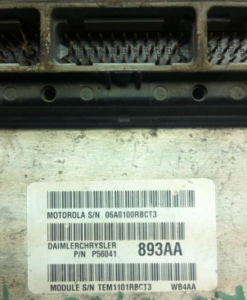 MOTOROLA S/N 06A0100RBCT3
DAIMLERCHRYSLER 893AA
P/N P56041
MODULE S/N TEM1101RBCT3 WB4AA